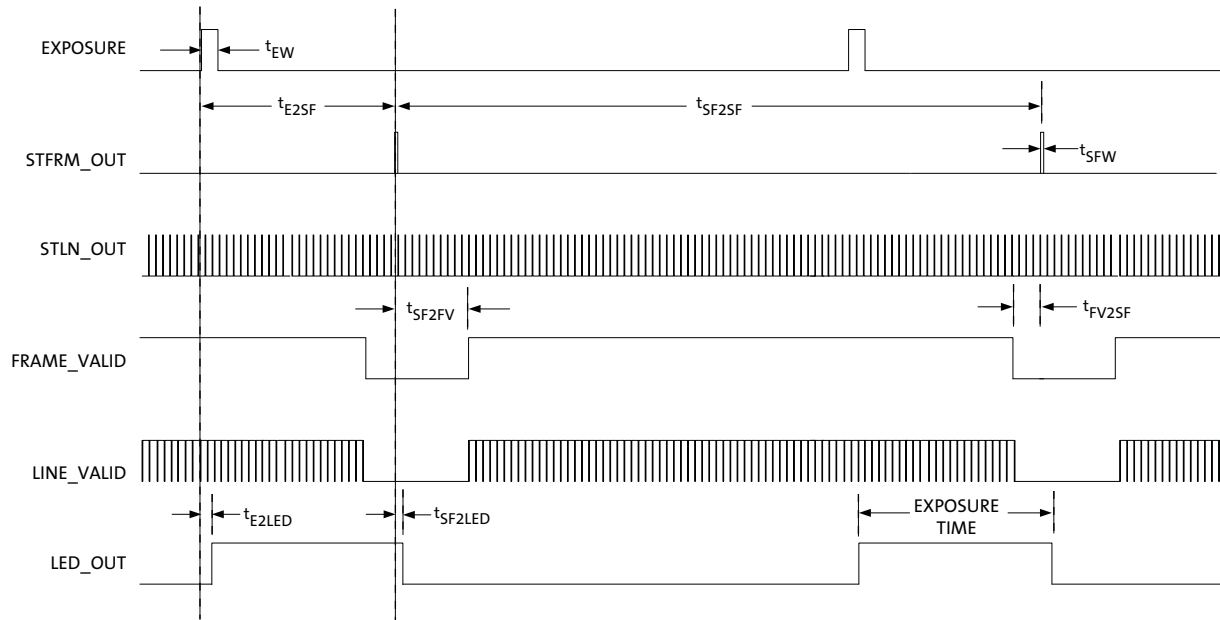 EXPOSURE
tEW
tE2SF
tSF2SF
STFRM_OUT
tSFW
STLN_OUT
tSF2FV
tFV2SF
FRAME_VALID
LINE_VALID
tE2LED
tSF2LED
EXPOSURE
TIME
LED_OUT